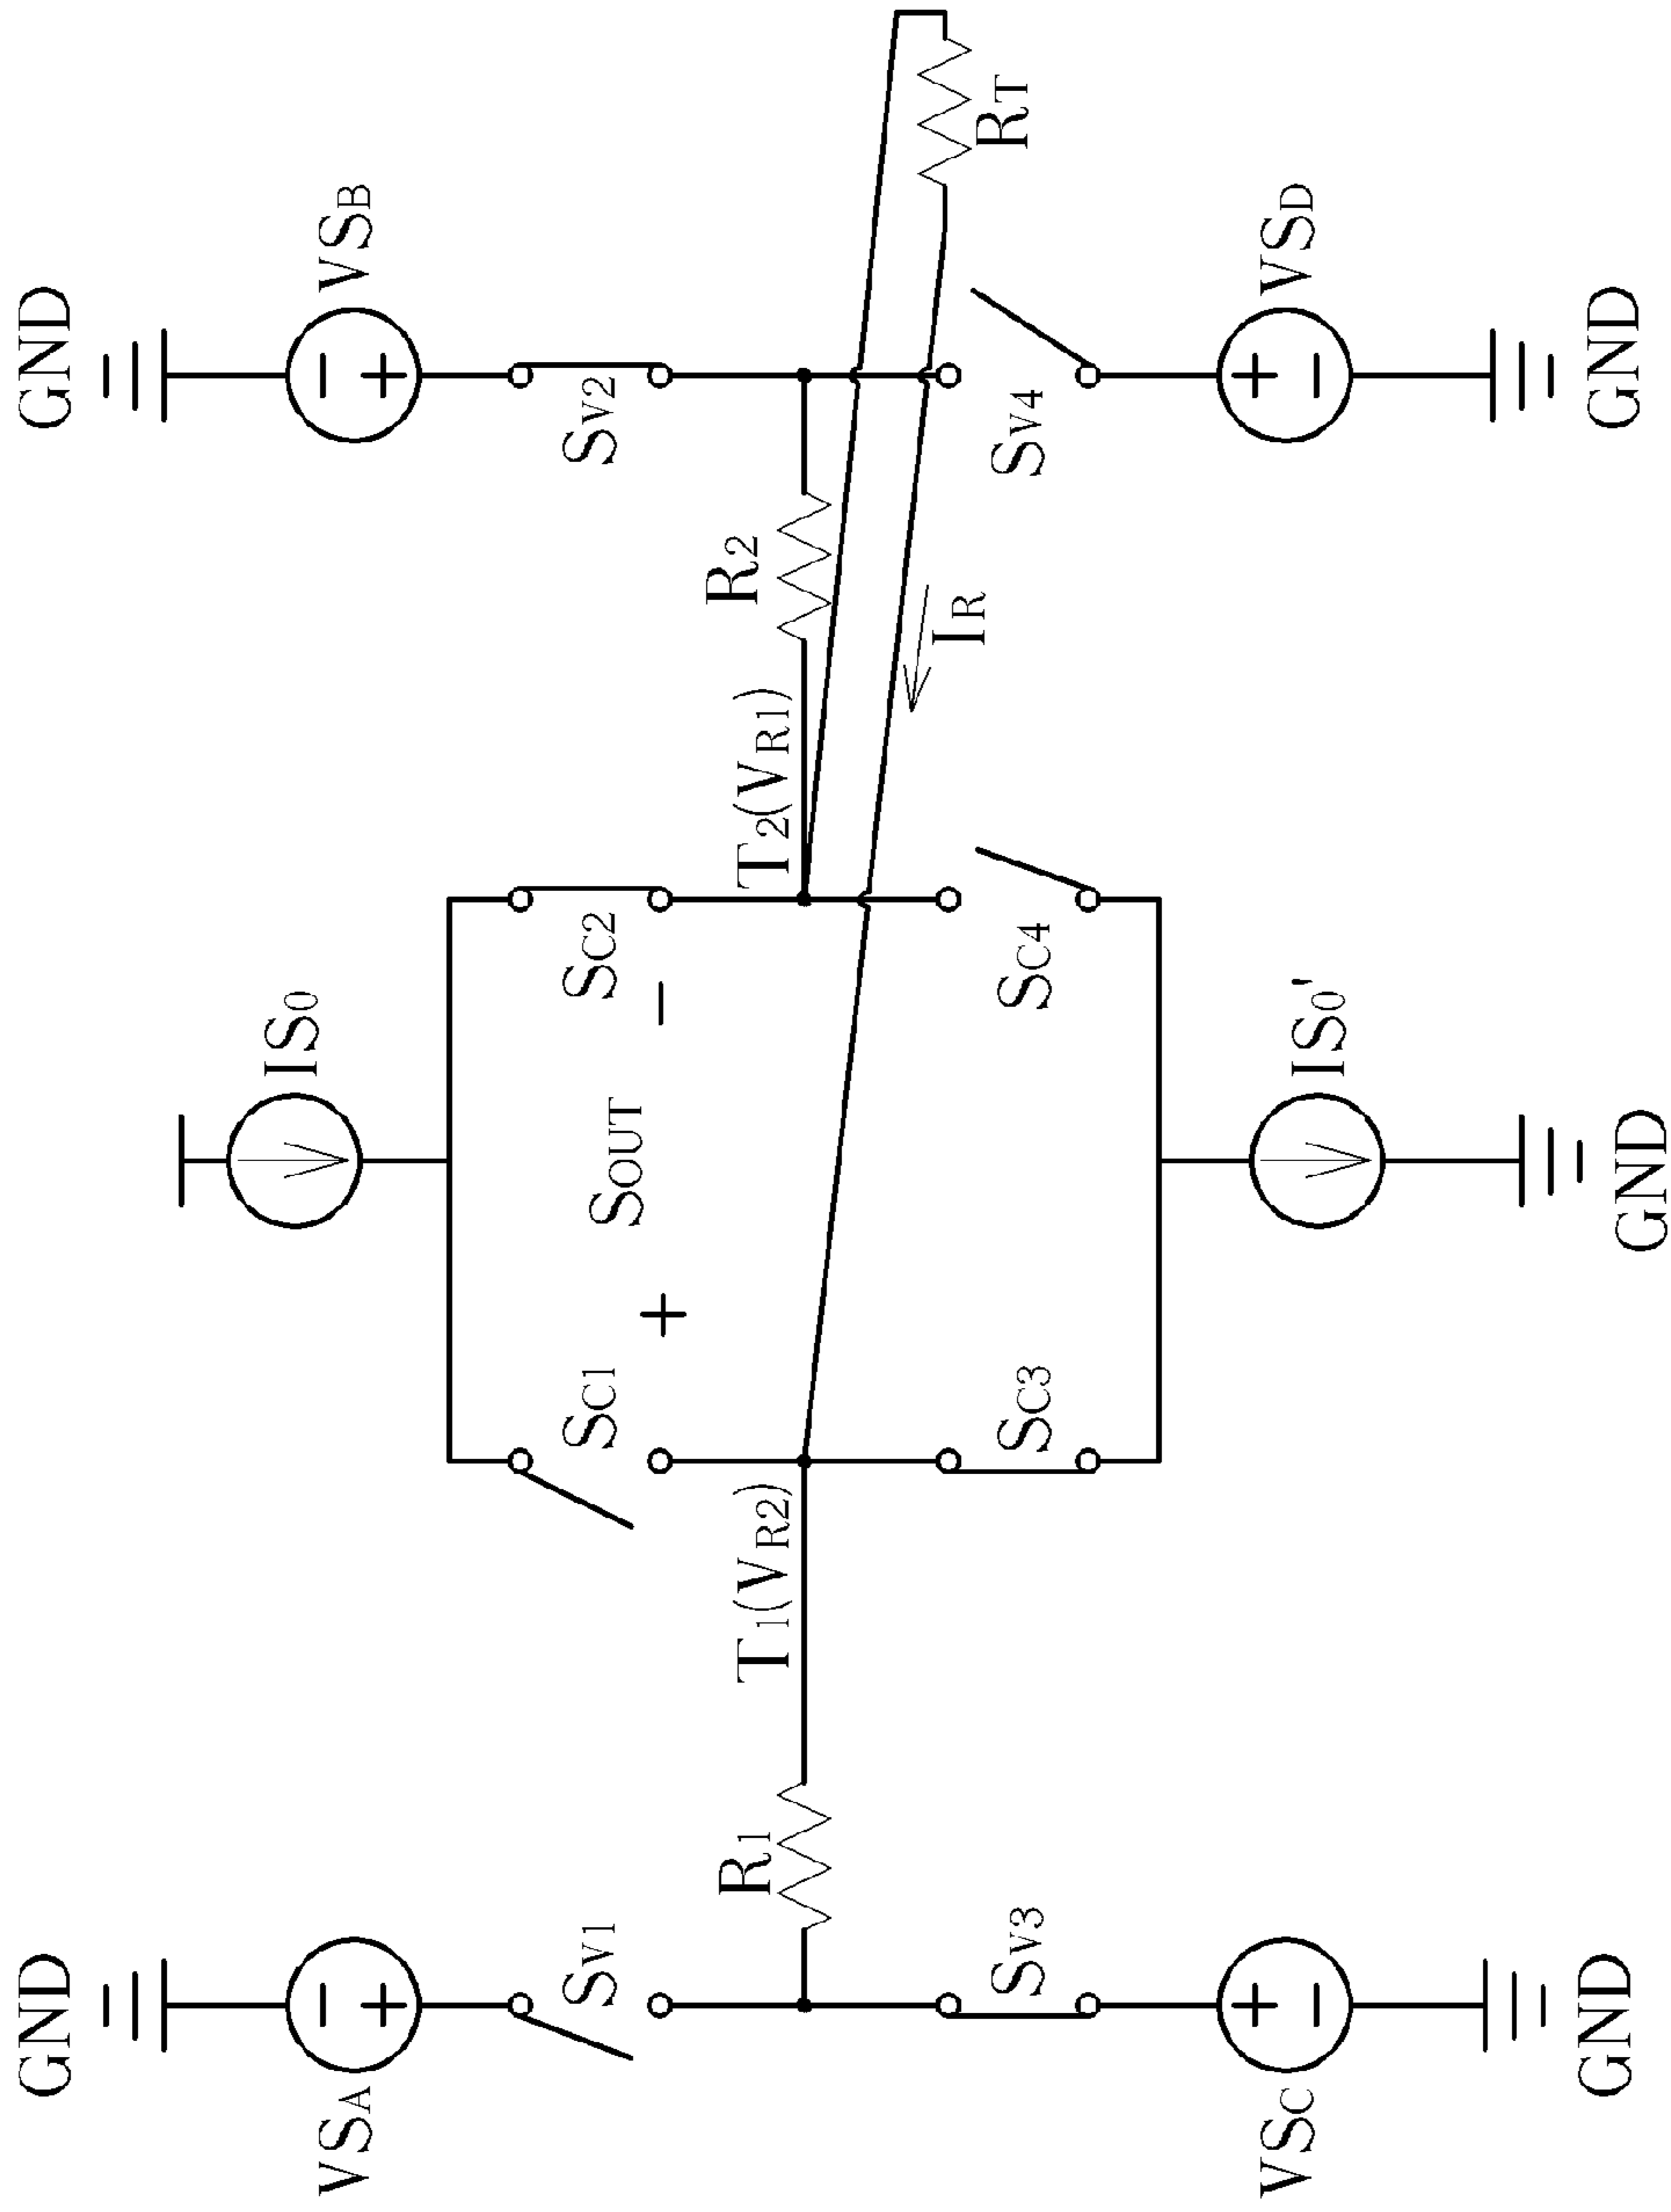 GND
GND
VSA
− +
IS0
VSB
− +
SV1
SC1
+ SOUT −
SC2
SV2
R1
T1(VR2)
T2(VR1)
R2
IR
RT
SV3
SC3
SC4
SV4
VSC
+ −
IS0'
VSD
+ −
GND
GND
GND